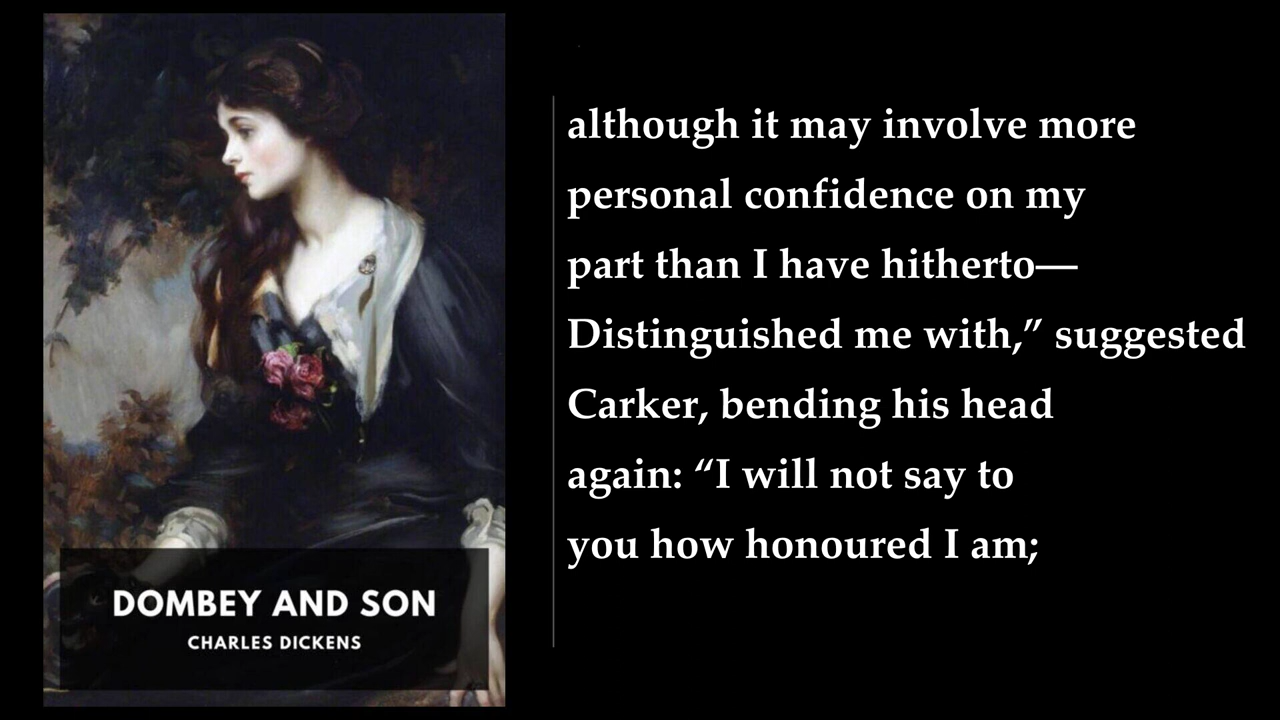 DOMBEY AND SON
CHARLES DICKENS
although it may involve more
personal confidence on my
part than I have hitherto—
Distinguished me with,” suggested
Carker, bending his head
again: “I will not say to
you how honoured I am;